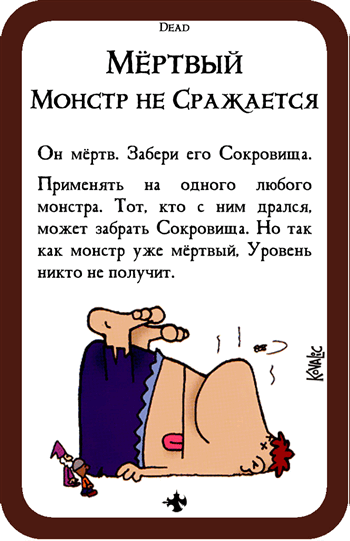 Dead
Мёртвый
Монстр не Сражается
Он мёртв. Забери его Сокровища.
Применять на одного любого
монстра. Тот, кто с ним дрался,
может забрать Сокровища. Но так
как монстр уже мёртвый, Уровень
никто не получит.
KOVALIC